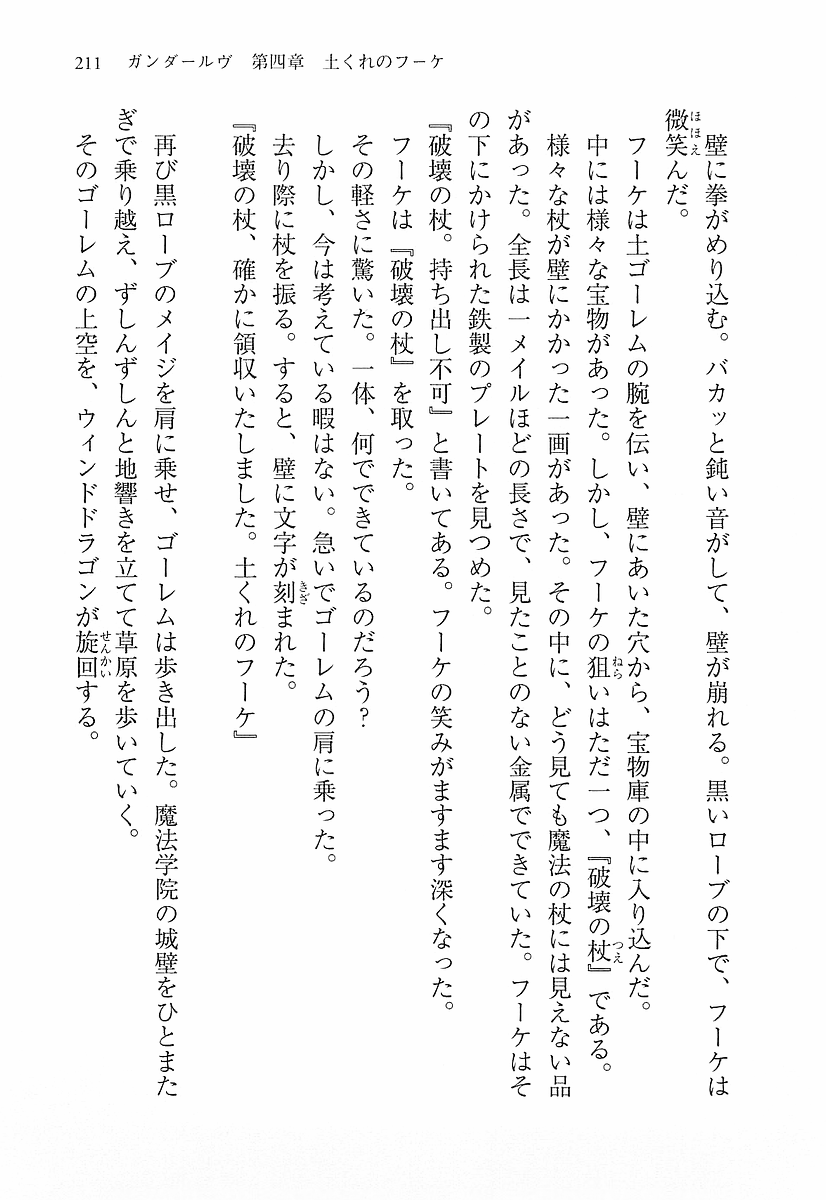 211　ガンダールヴ　第四章　土くれのフーケ
　壁に拳がめり込む。バカッと鈍い音がして、壁が崩れる。黒いローブの下で、フーケは
微笑んだ。
　フーケは土ゴーレムの腕を伝い、壁にあいた穴から、宝物庫の中に入り込んだ。
　中には様々な宝物があった。しかし、フーケの狙いはただ一つ、『破壊の杖』である。
　様々な杖が壁にかかった一画があった。その中に、どう見ても魔法の杖には見えない品
があった。全長は一メイルほどの長さで、見たことのない金属でできていた。フーケはそ
の下にかけられた鉄製のプレートを見つめた。
『破壊の杖。持ち出し不可』と書いてある。フーケの笑みがますます深くなった。
　フーケは『破壊の杖』を取った。
　その軽さに驚いた。一体、何でできているのだろう？
　しかし、今は考えている暇はない。急いでゴーレムの肩に乗った。
　去り際に杖を振る。すると、壁に文字が刻まれた。
『破壊の杖、確かに領収いたしました。土くれのフーケ』
　再び黒ローブのメイジを肩に乗せ、ゴーレムは歩き出した。魔法学院の城壁をひとまた
ぎで乗り越え、ずしんずしんと地響きを立てて草原を歩いていく。
　そのゴーレムの上空を、ウィンドドラゴンが旋回する。